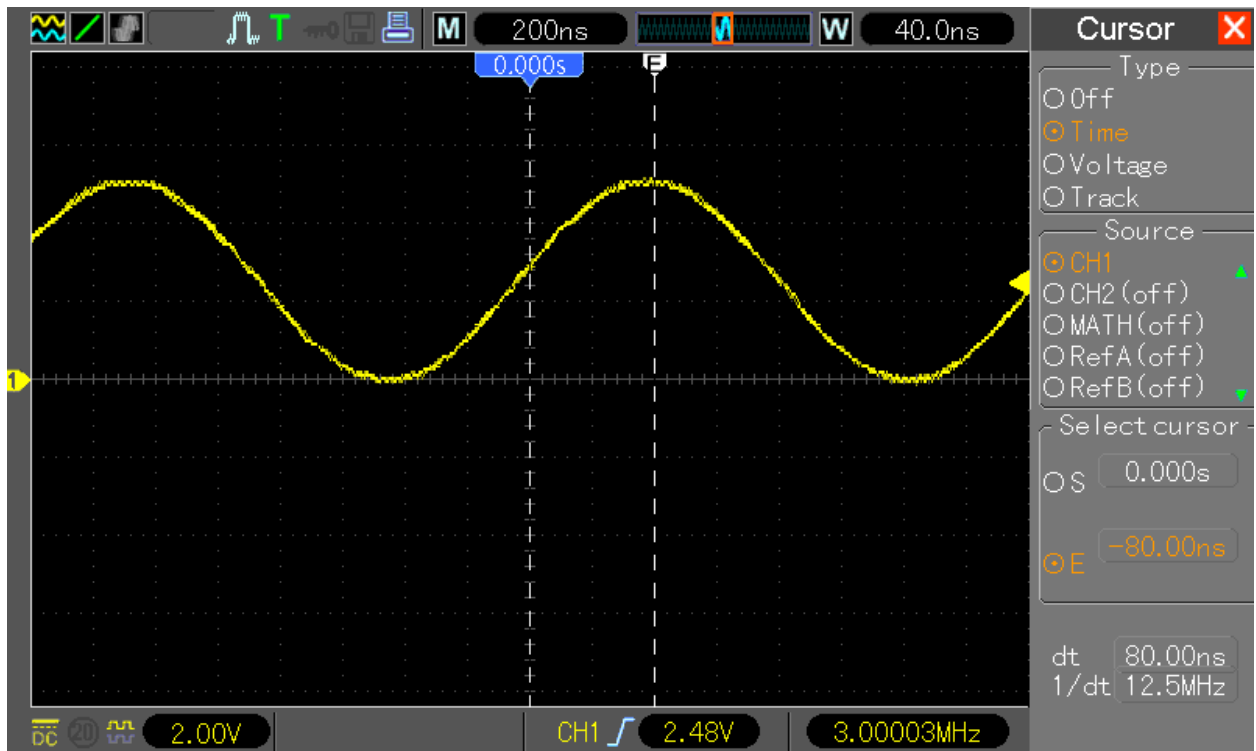 T M 200ns W 40.0ns Cursor
0.000s E
Type
Off
Time
Voltage
Track
Source
CH1
CH2(off)
MATH(off)
RefA(off)
RefB(off)
1
Select cursor
S 0.000s
E -80.00ns
dt 80.00ns
1/dt 12.5MHz
DC 2D 2.00V CH1 2.48V 3.00003MHz